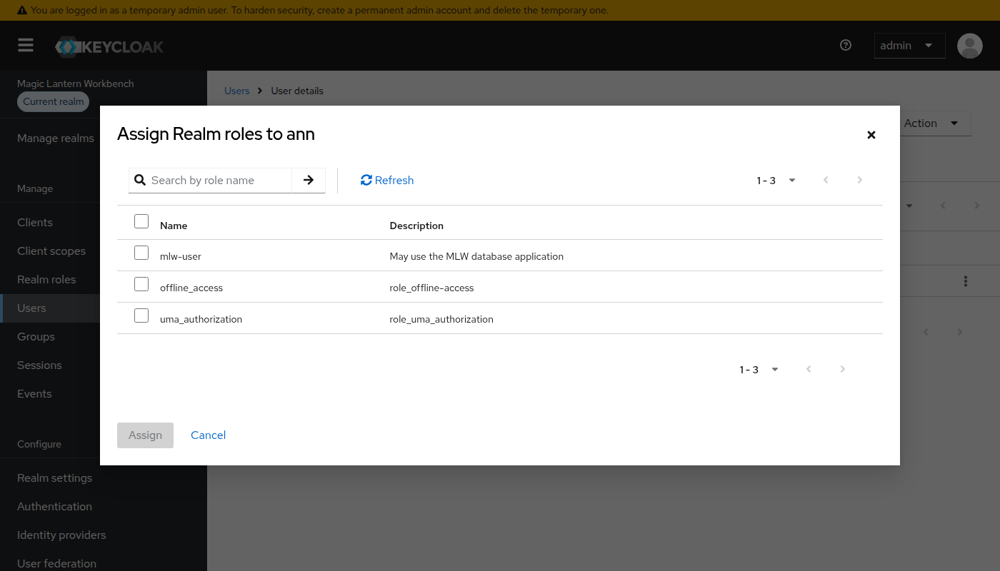 You are logged in as a temporary admin user. To harden security, create a permanent admin account and delete the temporary one.
KEYCLOAK
admin
Magic Lantern Workbench
Current realm
Users
User details
Manage realms
Action
Assign Realm roles to ann
Search by role name
Refresh
1 - 3
Manage
Name Description
Clients
mlw-user May use the MLW database application
Client scopes
Realm roles
offline_access role_offline-access
Users
uma_authorization role_uma_authorization
Groups
Sessions
1 - 3
Events
Assign
Cancel
Configure
Realm settings
Authentication
Identity providers
User federation